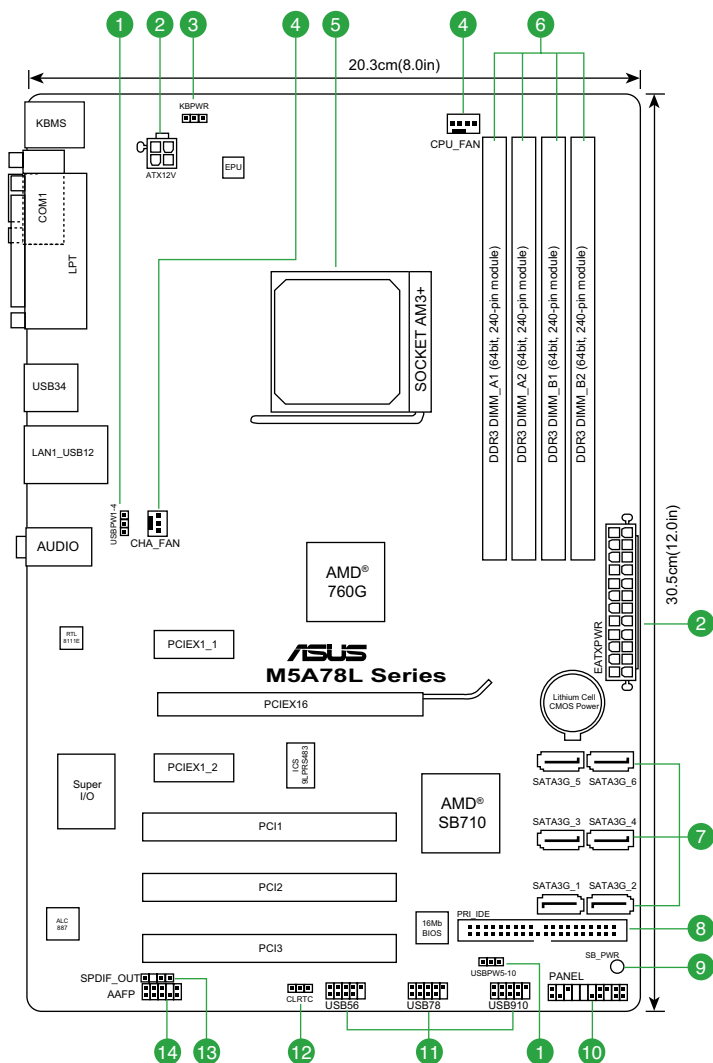 1
2
3
4
5
4
6
20.3cm(8.0in)
KBMS
KBPWR
ATX12V
EPU
CPU_FAN
COM1
LPT
SOCKET AM3+
DDR3 DIMM_A1 (64bit, 240-pin module)
DDR3 DIMM_A2 (64bit, 240-pin module)
DDR3 DIMM_B1 (64bit, 240-pin module)
DDR3 DIMM_B2 (64bit, 240-pin module)
30.5cm(12.0in)
USB34
LAN1_USB12
USBPW1-4
CHA_FAN
AUDIO
AMD®
760G
EATXPWR
2
RTL
8111E
PCIEX1_1
ASUS
M5A78L Series
PCIEX16
Lithium Cell
CMOS Power
Super
I/O
PCIEX1_2
ICS
9LPRS483
SATA3G_5
SATA3G_6
AMD®
SB710
PCI1
SATA3G_3
SATA3G_4
7
PCI2
SATA3G_1
SATA3G_2
ALC
887
16Mb
BIOS
PRI_IDE
8
PCI3
SB_PWR
9
SPDIF_OUT
AAFP
CLRTC
USB56
USB78
USBPW5-10
USB910
PANEL
14
13
12
11
1
10